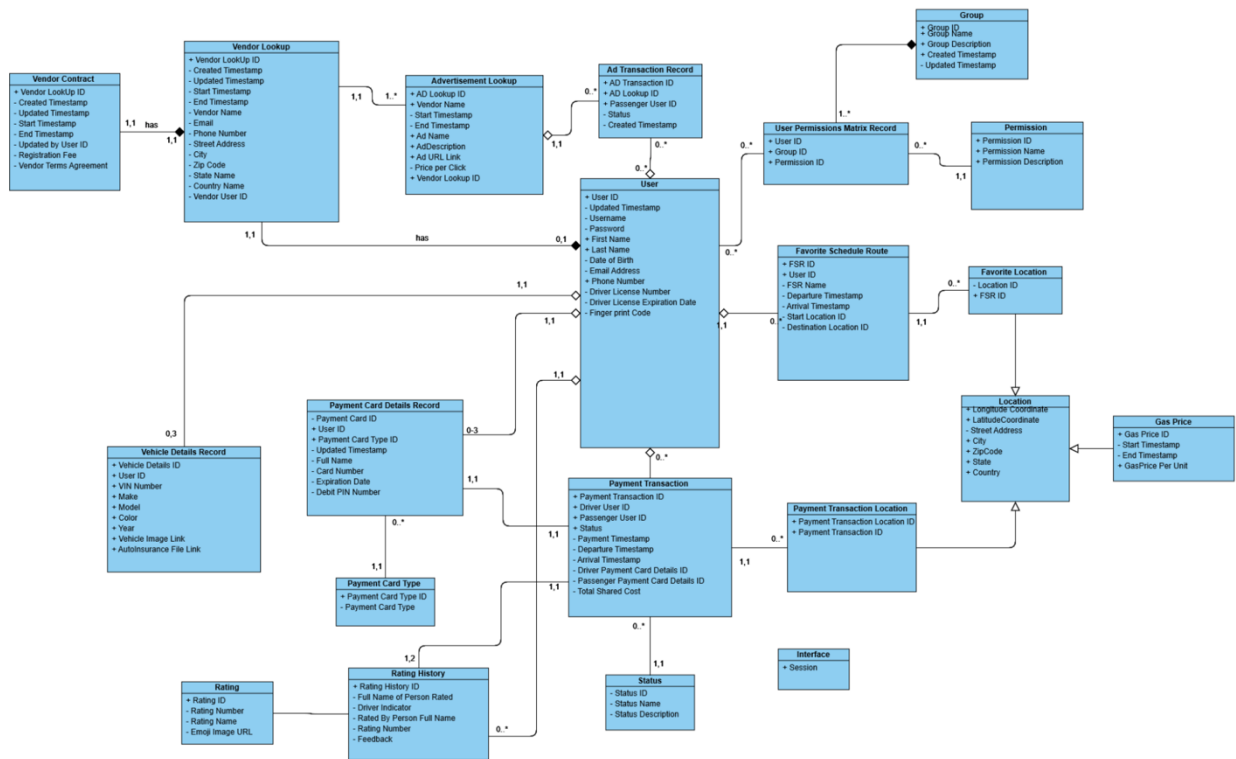 Group
+ Group ID
+ Group Name
+ Group Description
+ Created Timestamp
- Updated Timestamp
Vendor Lookup
+ Vendor LookUp ID
- Created Timestamp
- Updated Timestamp
- Start Timestamp
- End Timestamp
- Vendor Name
- Email
- Phone Number
- Street Address
- City
- Zip Code
- State Name
- Country Name
- Vendor User ID
Vendor Contract
+ Vendor LookUp ID
- Created Timestamp
- Updated Timestamp
- Start Timestamp
- End Timestamp
- Updated by User ID
- Registration Fee
- Vendor Terms Agreement
1,1
has
1,1
Advertisement Lookup
+ AD Lookup ID
+ Vendor Name
- Start Timestamp
- End Timestamp
+ Ad Name
+ AdDescription
+ Ad URL Link
- Price per Click
+ Vendor Lookup ID
1,1
1..*
Ad Transaction Record
+ AD Transaction ID
+ AD Lookup ID
+ Passenger User ID
- Status
- Created Timestamp
0..*
1,1
0..*
0..*
User Permissions Matrix Record
+ User ID
+ Group ID
+ Permission ID
1..*
0..*
0..*
Permission
+ Permission ID
+ Permission Name
+ Permission Description
0..*
1,1
User
+ User ID
- Updated Timestamp
- Username
- Password
+ First Name
+ Last Name
- Date of Birth
- Email Address
+ Phone Number
- Driver License Number
- Driver License Expiration Date
- Finger print Code
1,1
has
0,1
Favorite Schedule Route
+ FSR ID
+ User ID
- FSR Name
- Departure Timestamp
- Arrival Timestamp
- Start Location ID
- Destination Location ID
1,1
0..*
Favorite Location
- Location ID
+ FSR ID
1,1
0..*
1,1
1,1
1,1
Location
+ Longitude Coordinate
+ LatitudeCoordinate
- Street Address
+ City
+ ZipCode
+ State
+ Country
Gas Price
+ Gas Price ID
- Start Timestamp
- End Timestamp
+ GasPrice Per Unit
Payment Card Details Record
- Payment Card ID
+ User ID
+ Payment Card Type ID
- Updated Timestamp
- Full Name
- Card Number
- Expiration Date
- Debit PIN Number
0-3
1,1
0..*
0,3
Vehicle Details Record
+ Vehicle Details ID
+ User ID
+ VIN Number
+ Make
+ Model
+ Color
+ Year
+ Vehicle Image Link
+ AutoInsurance File Link
0..*
Payment Transaction
+ Payment Transaction ID
+ Driver User ID
+ Passenger User ID
+ Status
- Payment Timestamp
- Departure Timestamp
- Arrival Timestamp
- Driver Payment Card Details ID
- Passenger Payment Card Details ID
- Total Shared Cost
1,1
1,1
1,1
0..*
Payment Transaction Location
+ Payment Transaction Location ID
+ Payment Transaction ID
1,1
Payment Card Type
+ Payment Card Type ID
- Payment Card Type
0..*
1,1
Status
- Status ID
- Status Name
- Status Description
Interface
+ Session
1,2
Rating History
+ Rating History ID
- Full Name of Person Rated
- Driver Indicator
- Rated By Person Full Name
- Rating Number
- Feedback
0..*
Rating
+ Rating ID
- Rating Number
- Rating Name
- Emoji Image URL